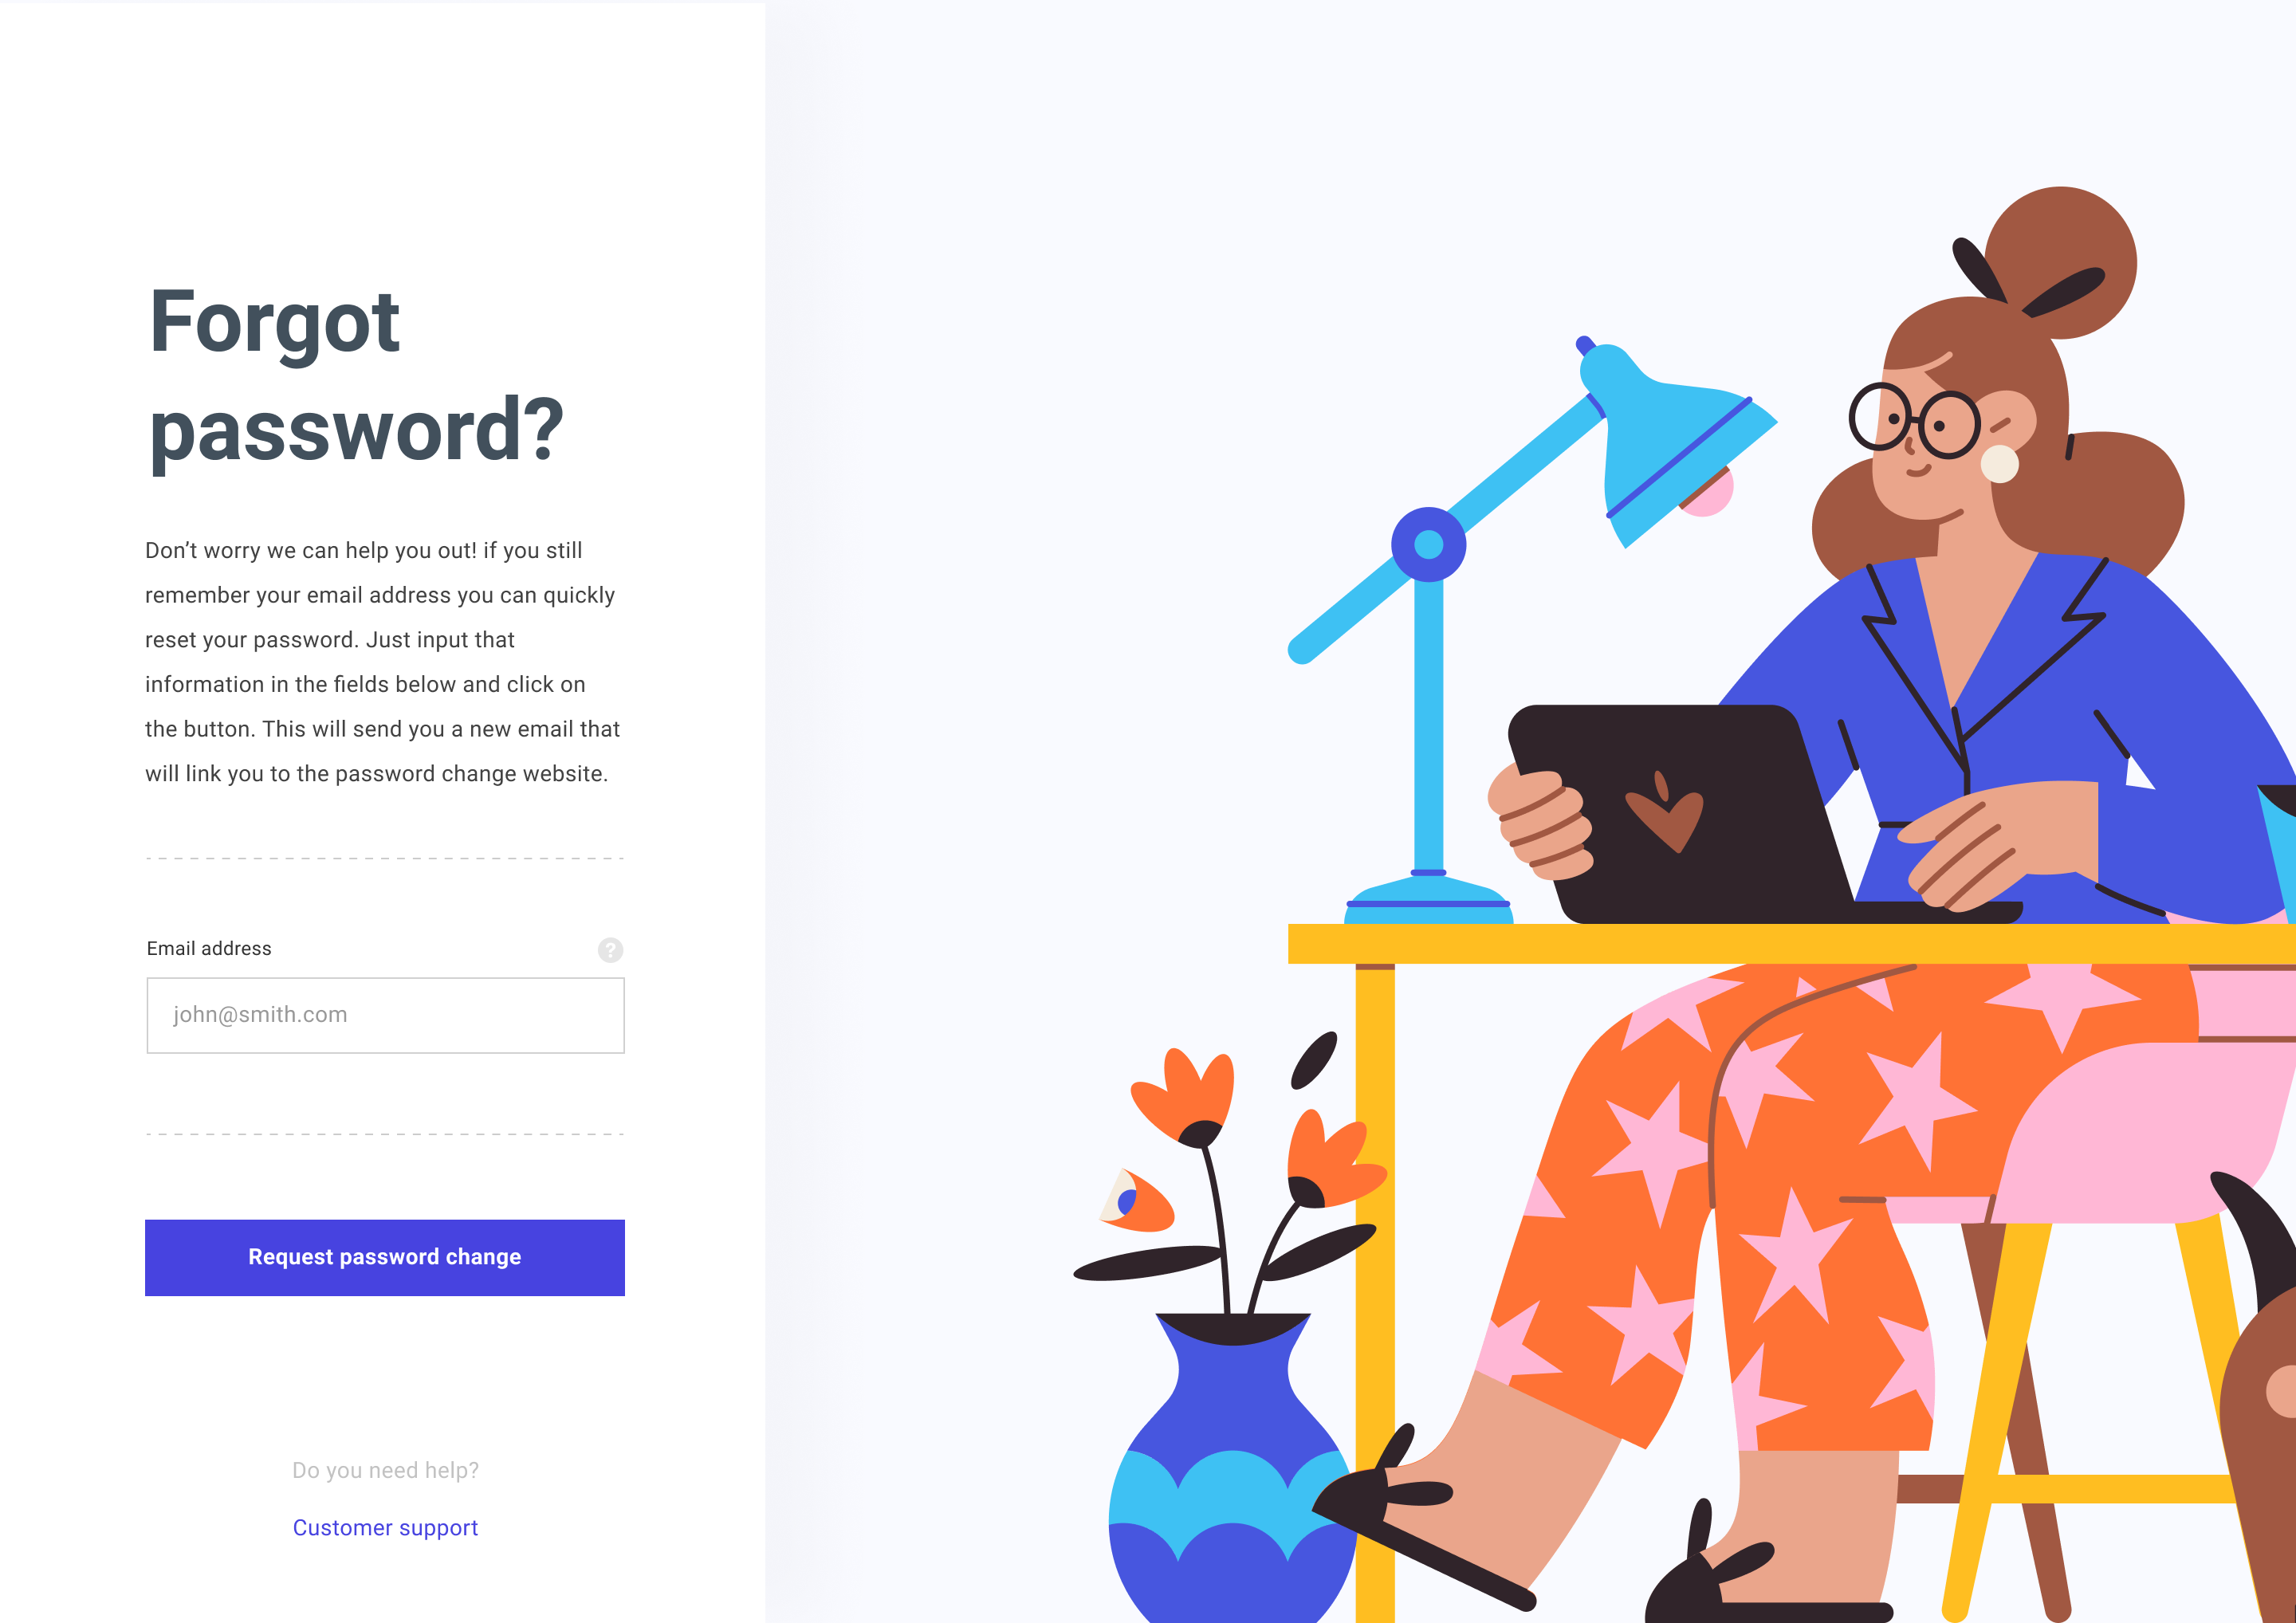 Forgot
password?
Don’t worry we can help you out! if you still
remember your email address you can quickly
reset your password. Just input that
information in the fields below and click on
the button. This will send you a new email that
will link you to the password change website.
Email address
?
john@smith.com
Request password change
Do you need help?
Customer support